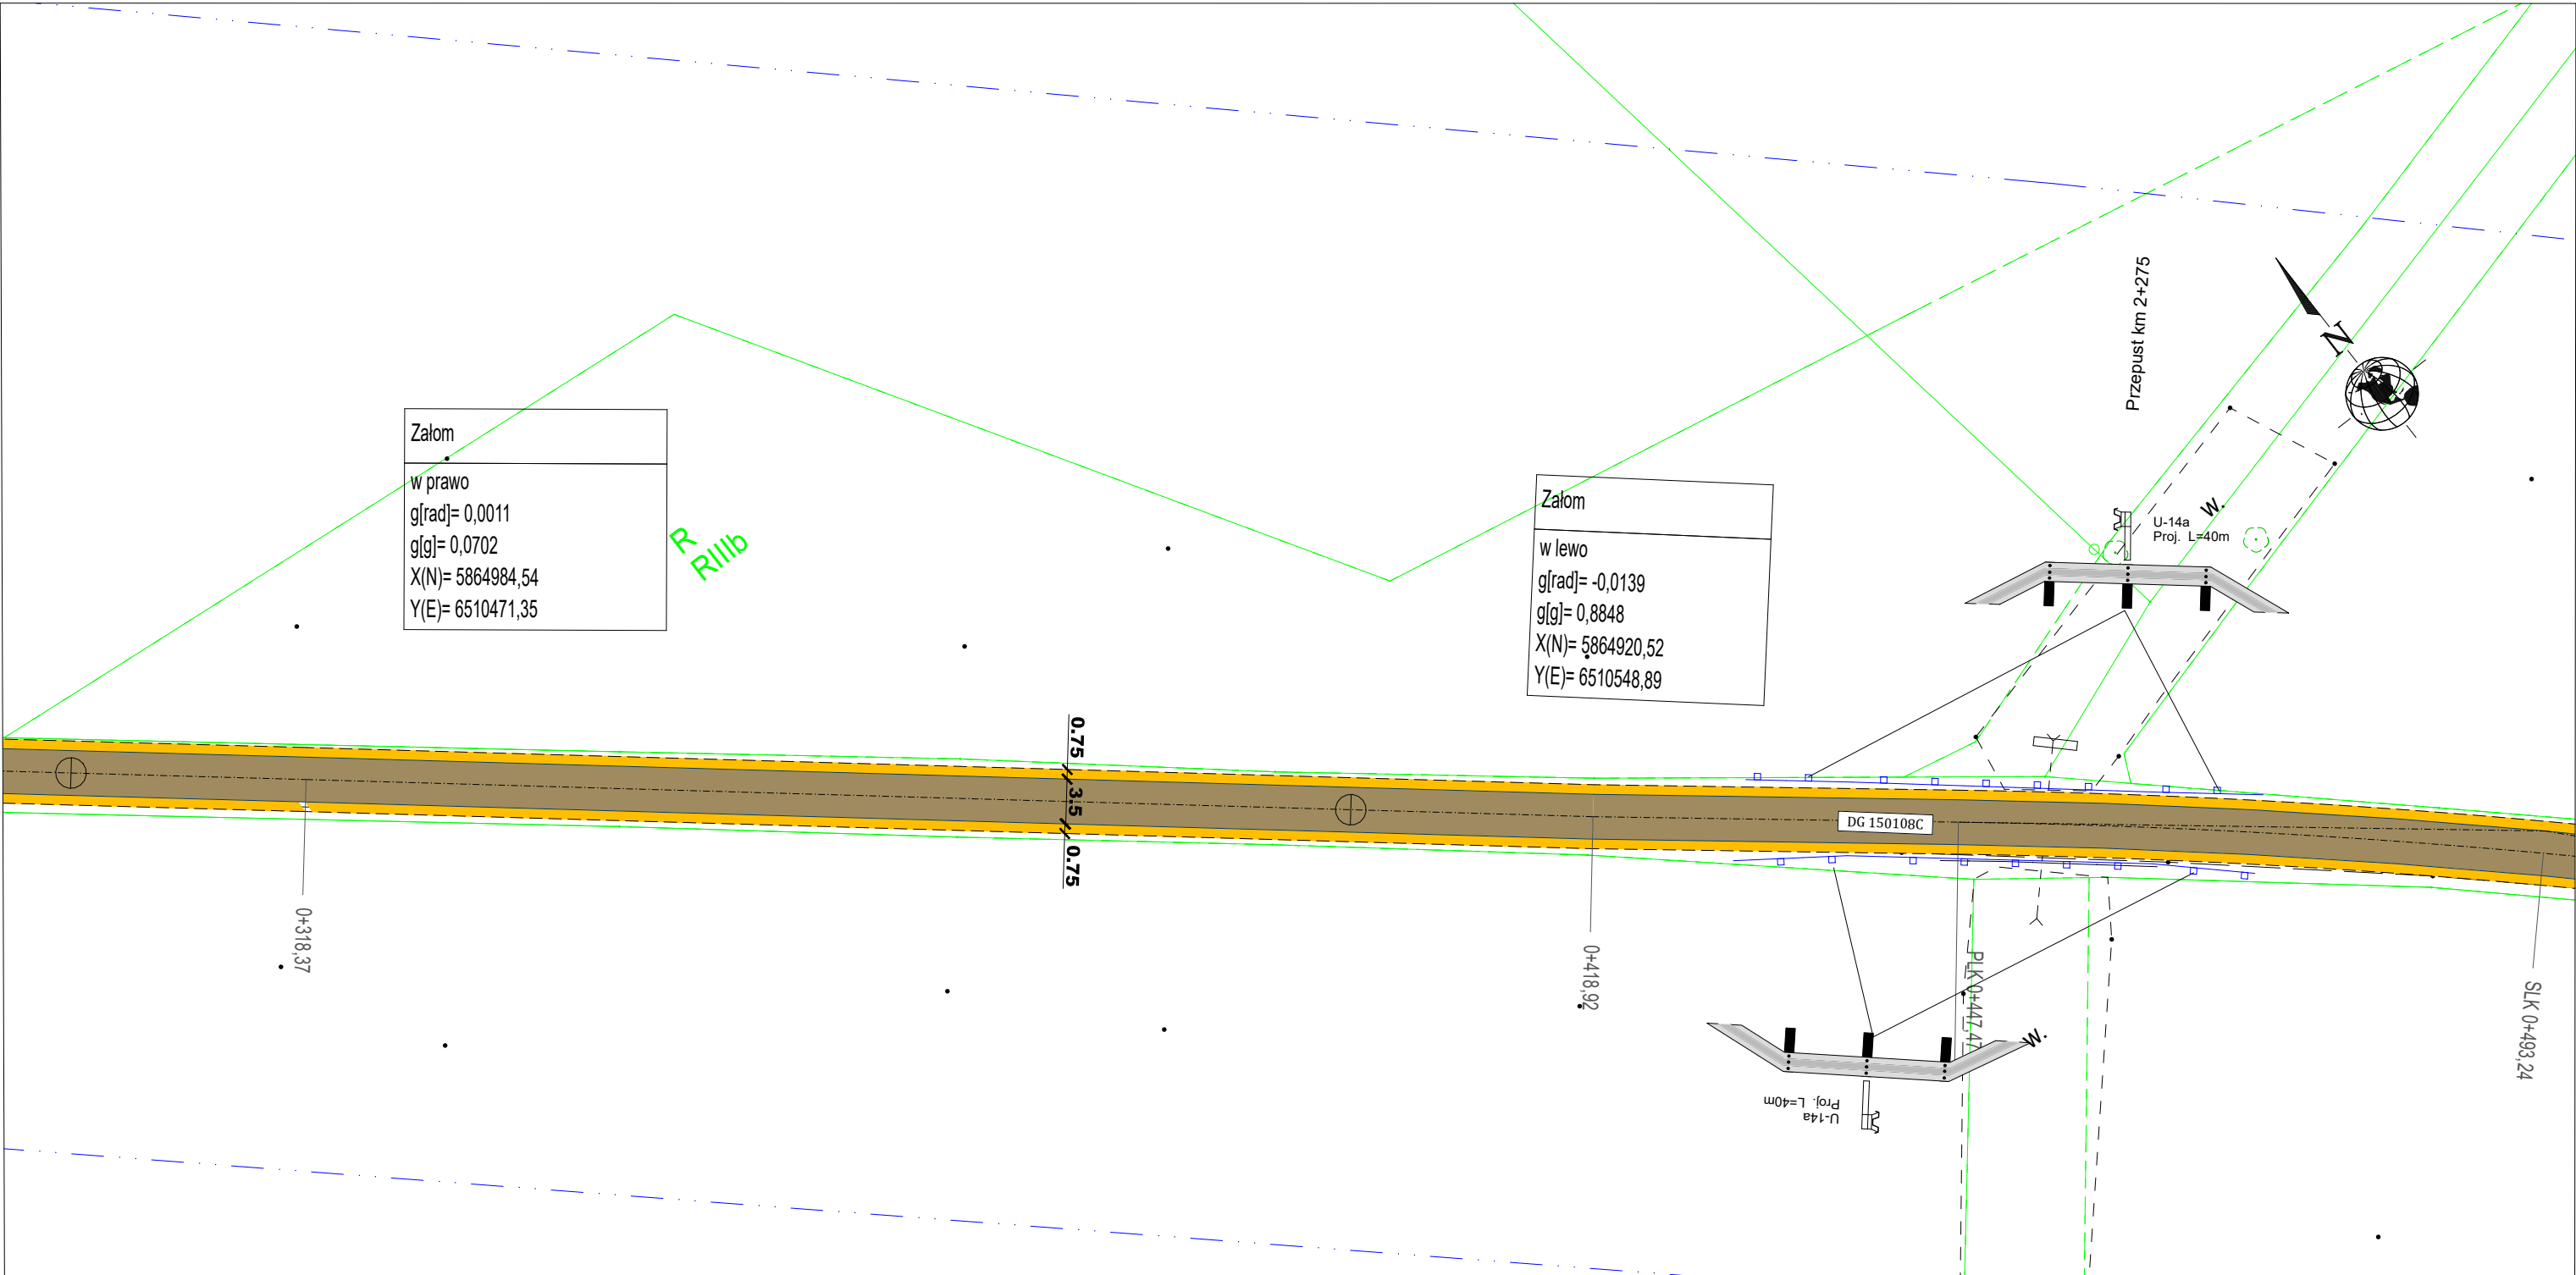 Przepust km 2+275
N
Załom
w prawo
g[rad]= 0,0011
g[g]= 0,0702
X(N)= 5864984,54
Y(E)= 6510471,35
R
RIIIb
Załom
w lewo
g[rad]= -0,0139
g[g]= 0,8848
X(N)= 5864920,52
Y(E)= 6510548,89
W.
U-14a
Proj. L=40m
0.75
3.5
0.75
DG 150108C
0+318,37
0+418,92
PŁK 0+447,47
SŁK 0+493,24
W.
U-14a
Proj. L=40m